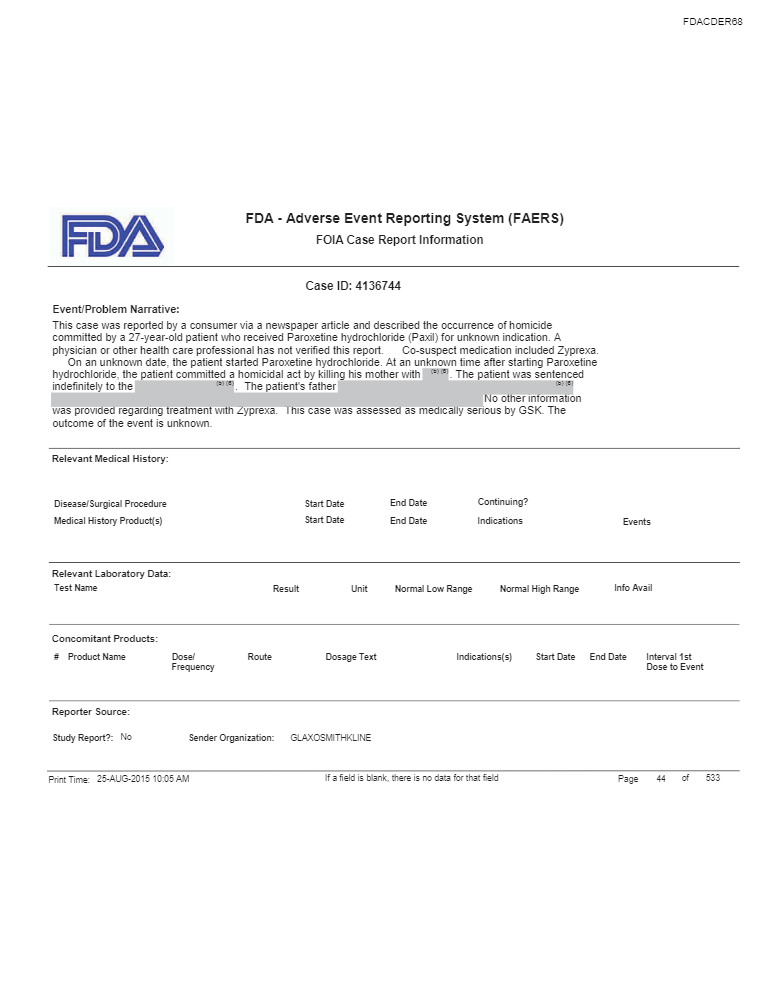 FDACDER68
FDA
FDA - Adverse Event Reporting System (FAERS)
FOIA Case Report Information
Case ID: 4136744
Event/Problem Narrative:
This case was reported by a consumer via a newspaper article and described the occurrence of homicide
committed by a 27-year-old patient who received Paroxetine hydrochloride (Paxil) for unknown indication. A
physician or other health care professional has not verified this report. Co-suspect medication included Zyprexa.
On an unknown date, the patient started Paroxetine hydrochloride. At an unknown time after starting Paroxetine
hydrochloride, the patient committed a homicidal act by killing his mother with (b) (6). The patient was sentenced
indefinitely to the (b) (6). The patient's father (b) (6)
No other information
was provided regarding treatment with Zyprexa. This case was assessed as medically serious by GSK. The
outcome of the event is unknown.
Relevant Medical History:
Disease/Surgical Procedure Start Date End Date Continuing?
Medical History Product(s) Start Date End Date Indications Events
Relevant Laboratory Data:
Test Name Result Unit Normal Low Range Normal High Range Info Avail
Concomitant Products:
# Product Name Dose/ Route Dosage Text Indications(s) Start Date End Date Interval 1st
Frequency Dose to Event
Reporter Source:
Study Report?: No Sender Organization: GLAXOSMITHKLINE
Print Time: 25-AUG-2015 10:05 AM If a field is blank, there is no data for that field Page 44 of 533